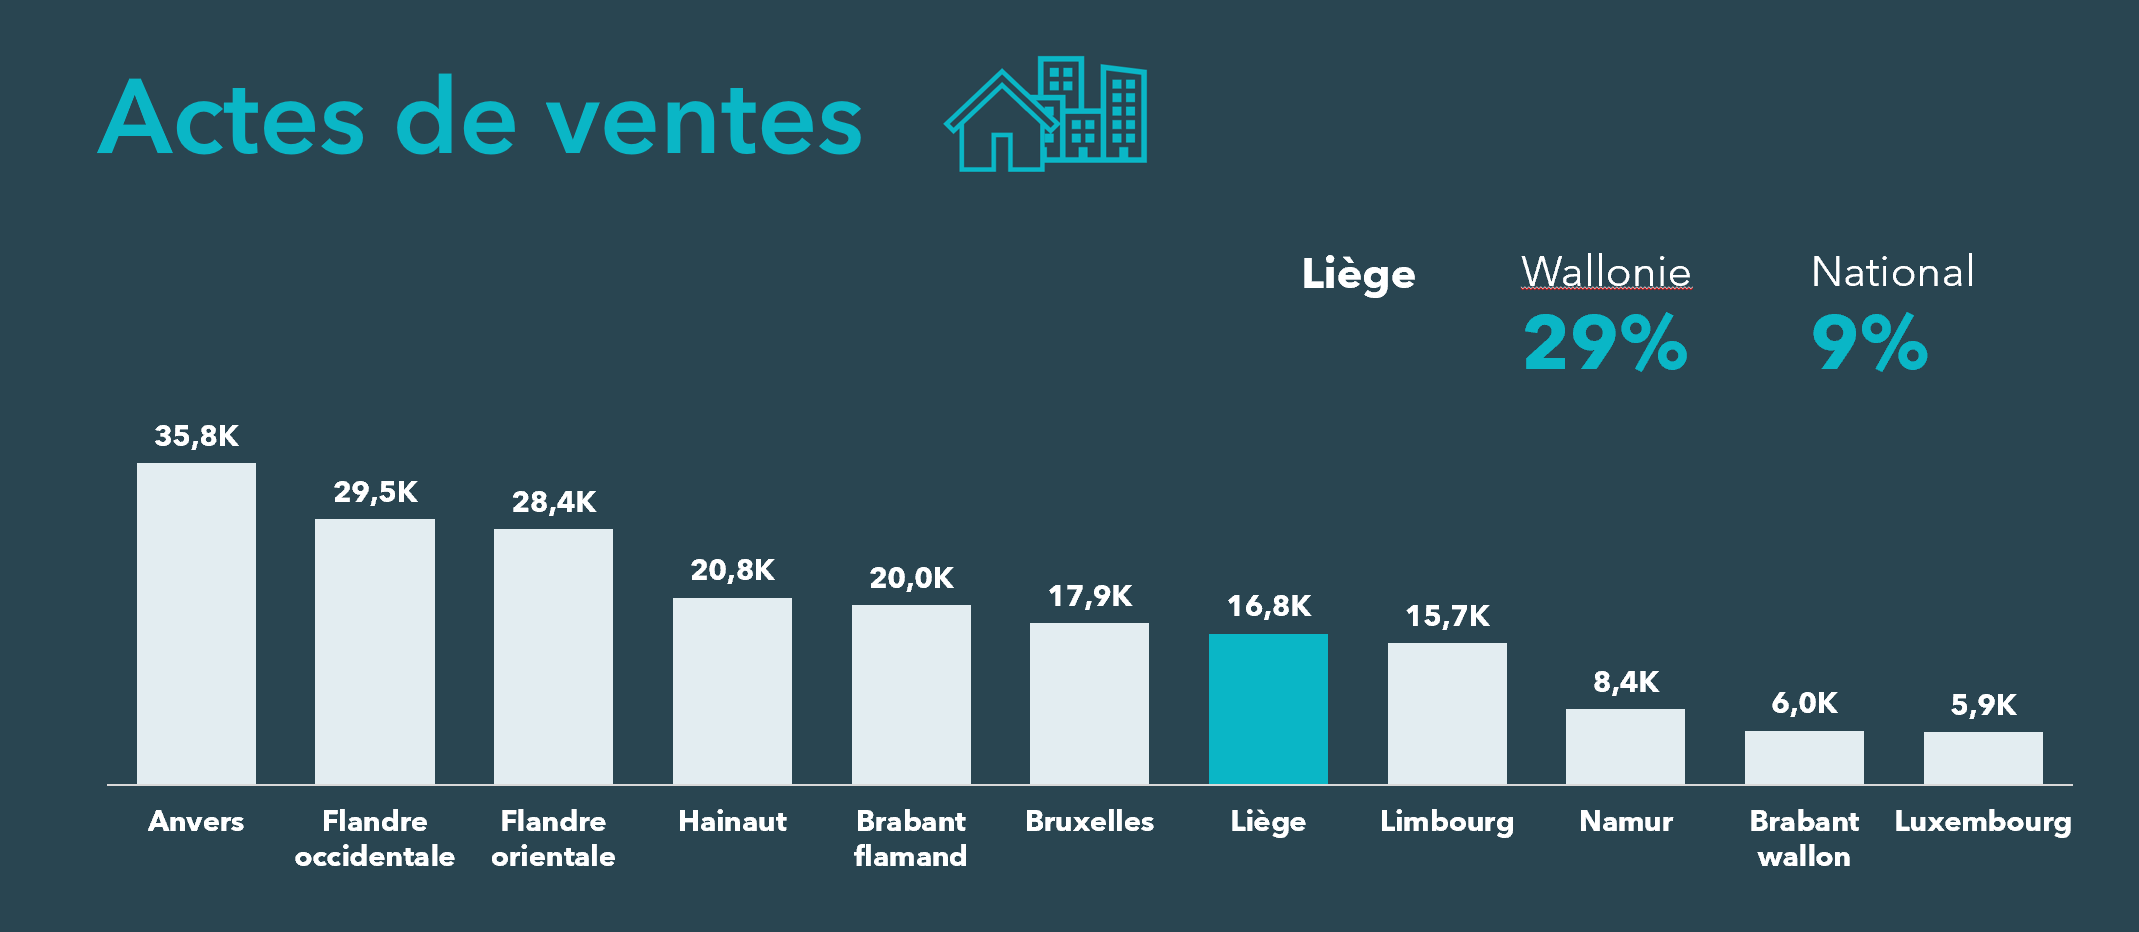 Actes de ventes
Liège
Wallonie
National
29%
9%
35,8K
29,5K
28,4K
20,8K
20,0K
17,9K
16,8K
15,7K
8,4K
6,0K
5,9K
Anvers
Flandre
occidentale
Flandre
orientale
Hainaut
Brabant
flamand
Bruxelles
Liège
Limbourg
Namur
Brabant
wallon
Luxembourg